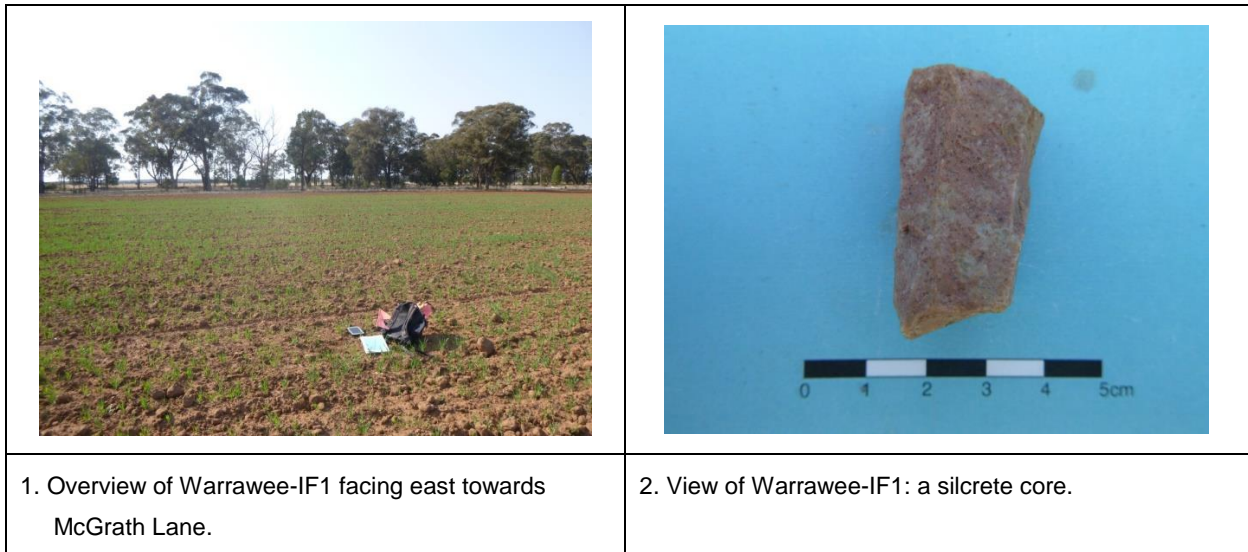 0 1 2 3 4 5cm
1. Overview of Warrawee-IF1 facing east towards
McGrath Lane.
2. View of Warrawee-IF1: a silcrete core.